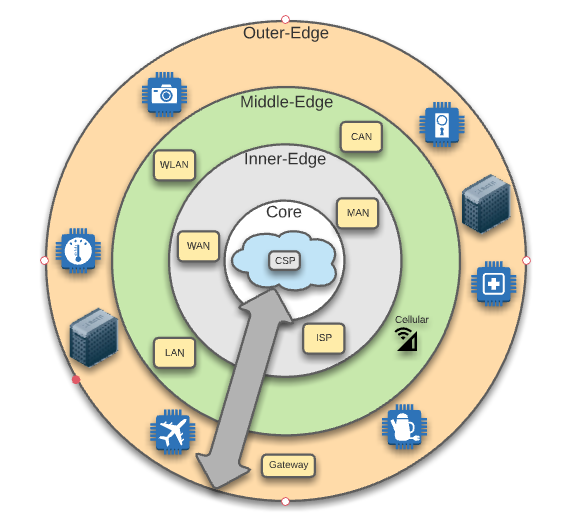 Outer-Edge
Middle-Edge
CAN
WLAN
Inner-Edge
Core
MAN
WAN
CSP
Cellular
ISP
LAN
Gateway